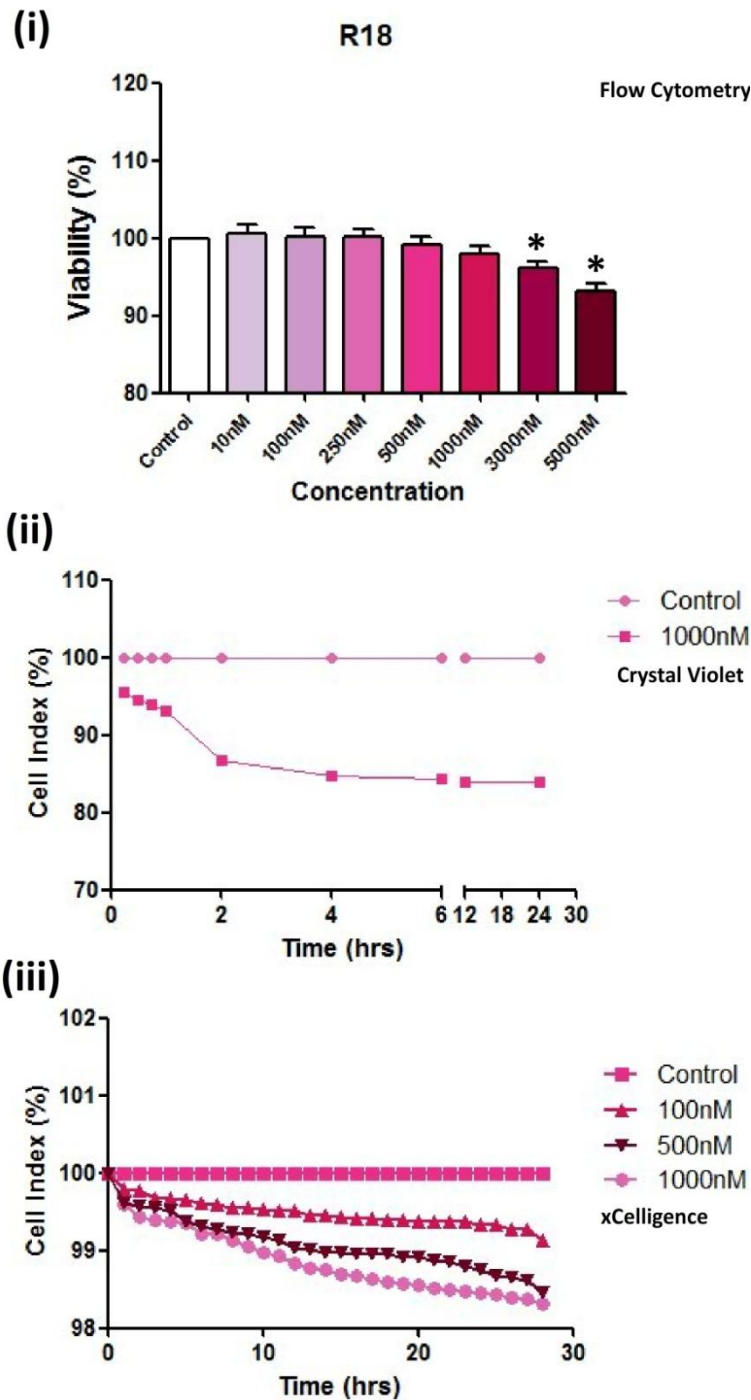 (i)
R18
Flow Cytometry
Viability (%)
120
110
100
90
80
*
*
Control
10nM
100nM
250nM
500nM
1000nM
3000nM
5000nM
Concentration
(ii)
Cell Index (%)
110
100
90
80
70
0 2 4 6 12 18 24 30
Time (hrs)
Control
1000nM
Crystal Violet
(iii)
Cell Index (%)
102
101
100
99
98
0 10 20 30
Time (hrs)
Control
100nM
500nM
1000nM
xCelligence